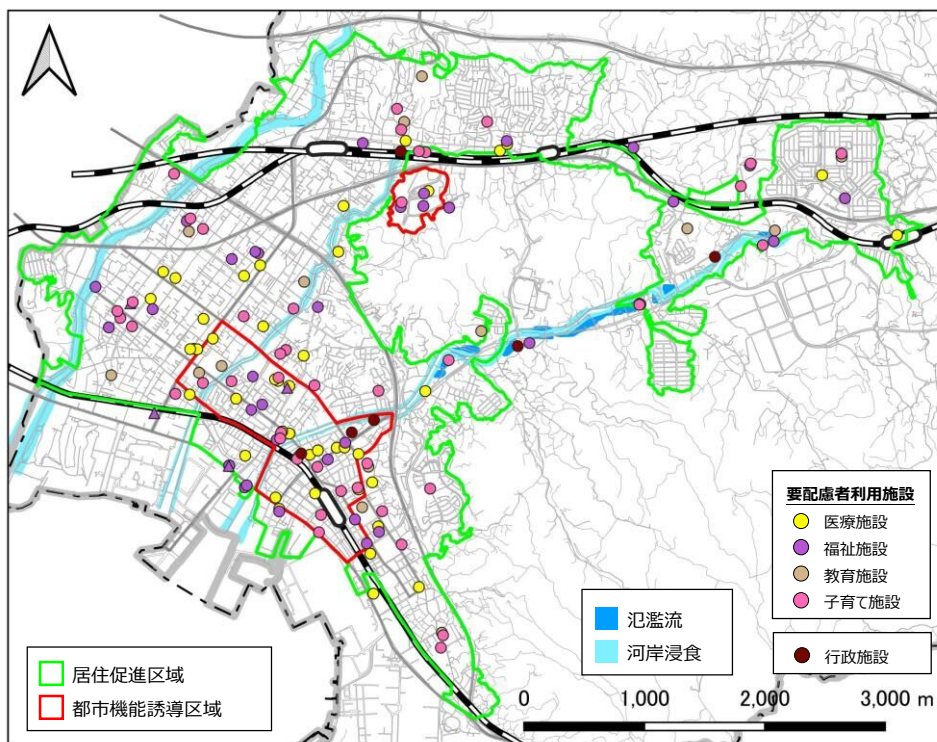 要配慮者利用施設
医療施設
福祉施設
教育施設
子育て施設
行政施設
氾濫流
河岸浸食
居住促進区域
都市機能誘導区域
0 1,000 2,000 3,000 m